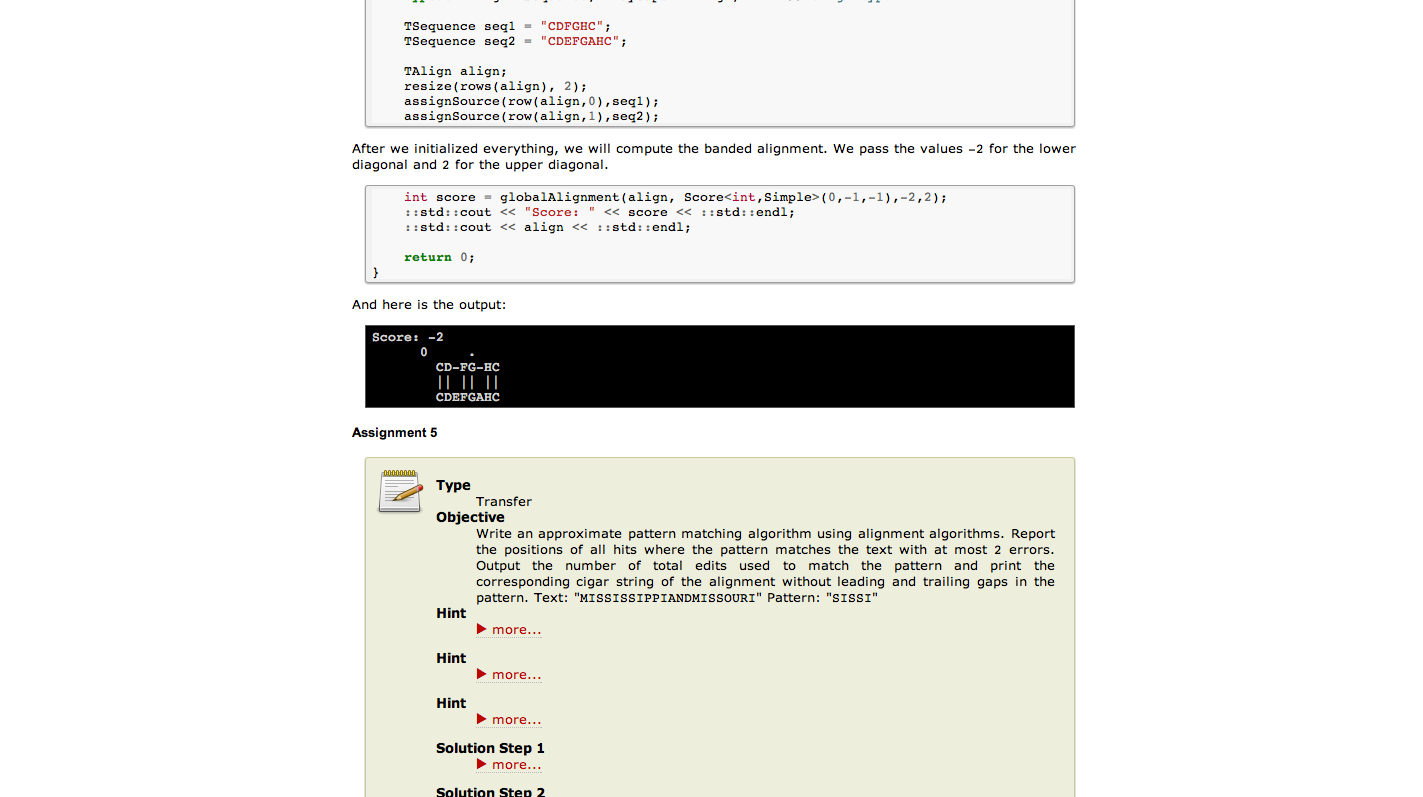 TSequence seq1 = "CDFGHC";
TSequence seq2 = "CDEFGAHC";
TAlign align;
resize(rows(align), 2);
assignSource(row(align,0),seq1);
assignSource(row(align,1),seq2);
After we initialized everything, we will compute the banded alignment. We pass the values −2 for the lower
diagonal and 2 for the upper diagonal.
int score = globalAlignment(align, Score<int,Simple>(0,-1,-1),-2,2);
::std::cout << "Score: " << score << ::std::endl;
::std::cout << align << ::std::endl;
return 0;
}
And here is the output:
Score: -2
0     .
CD-FG-HC
|| || ||
CDEFGAHC
Assignment 5
Type
Transfer
Objective
Write an approximate pattern matching algorithm using alignment algorithms. Report
the positions of all hits where the pattern matches the text with at most 2 errors.
Output the number of total edits used to match the pattern and print the
corresponding cigar string of the alignment without leading and trailing gaps in the
pattern. Text: "MISSISSIPPIANDMISSOURI" Pattern: "SISSI"
Hint
more...
Hint
more...
Hint
more...
Solution Step 1
more...
Solution Step 2